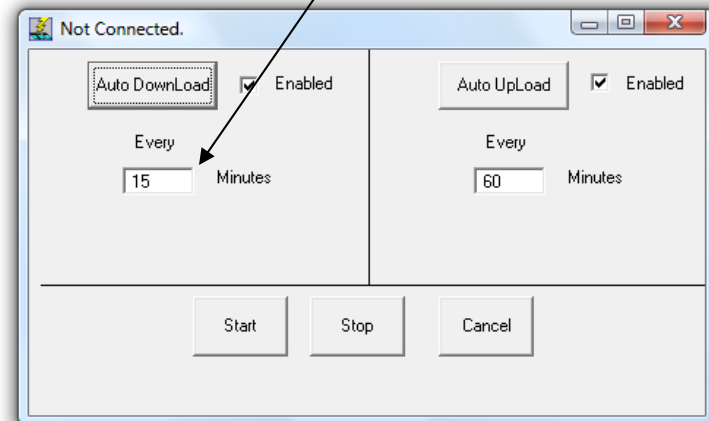 Not Connected.
Auto DownLoad Enabled
Every
15 Minutes
Auto UpLoad Enabled
Every
60 Minutes
Start Stop Cancel